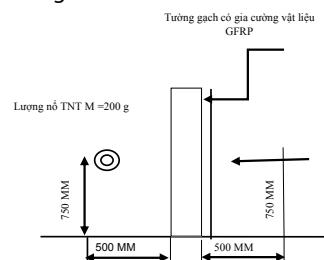 Tường gạch có gia cường vật liệu
GFRP
Lượng nổ TNT M =200 g
750 MM
750 MM
500 MM
500 MM